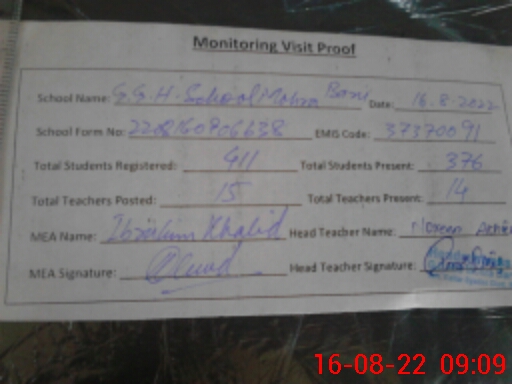 Monitoring Visit Proof
School Name: G.G.H. School Mohra Date: 16.8.2022
School Form No: EMIS Code: 37370091
Total Students Registered: 411 Total Students Present: 376
Total Teachers Posted: 15 Total Teachers Present: 14
MEA Name: Ibrahim Khalid Head Teacher Name:
MEA Signature: Head Teacher Signature:
16-08-22 09:09